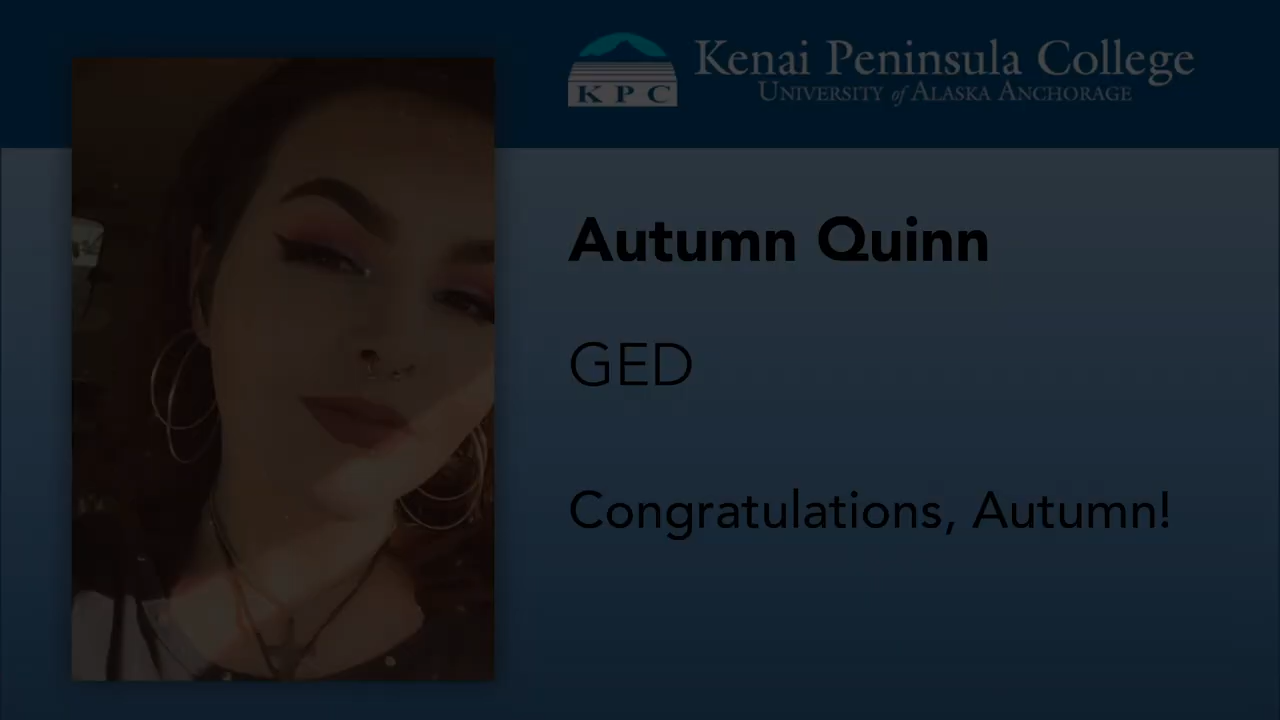 KPC
Kenai Peninsula College
University of Alaska Anchorage
Autumn Quinn
GED
Congratulations, Autumn!